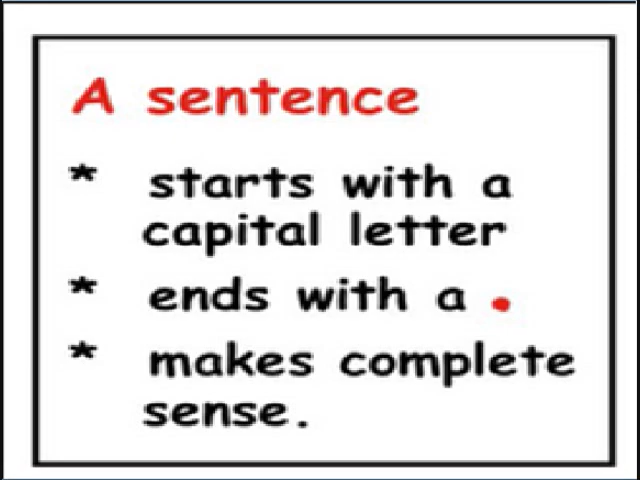 A sentence
* starts with a
capital letter
* ends with a .
* makes complete
sense.